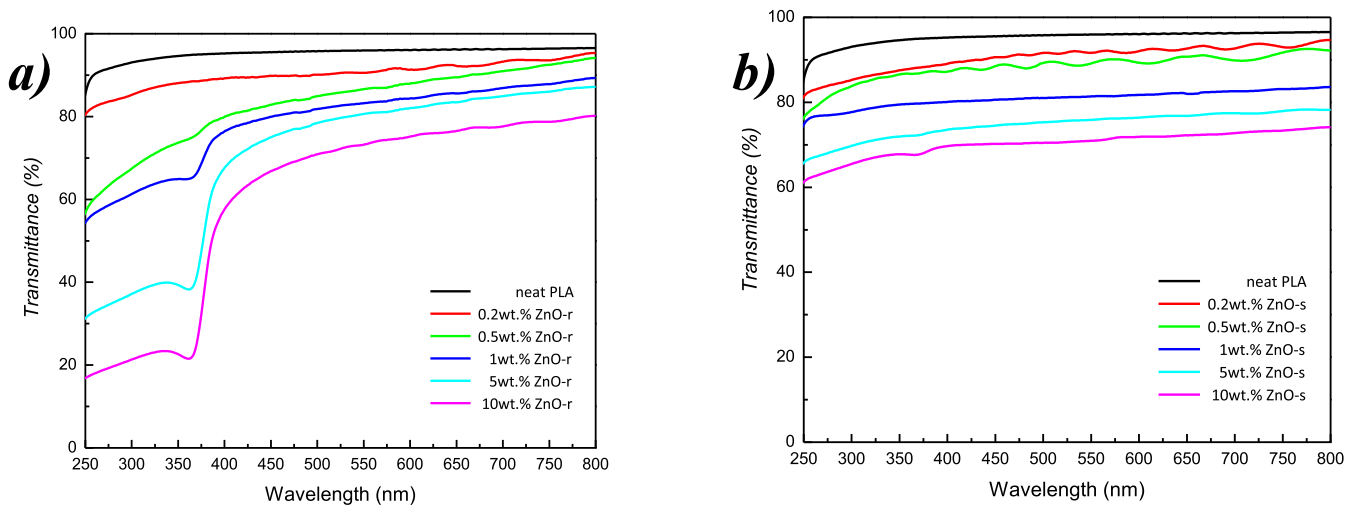 a)
Transmittance (%)
100
80
60
40
20
0
neat PLA
0.2wt.% ZnO-r
0.5wt.% ZnO-r
1wt.% ZnO-r
5wt.% ZnO-r
10wt.% ZnO-r
250 300 350 400 450 500 550 600 650 700 750 800
Wavelength (nm)
b)
Transmittance (%)
100
80
60
40
20
0
neat PLA
0.2wt.% ZnO-s
0.5wt.% ZnO-s
1wt.% ZnO-s
5wt.% ZnO-s
10wt.% ZnO-s
250 300 350 400 450 500 550 600 650 700 750 800
Wavelength (nm)